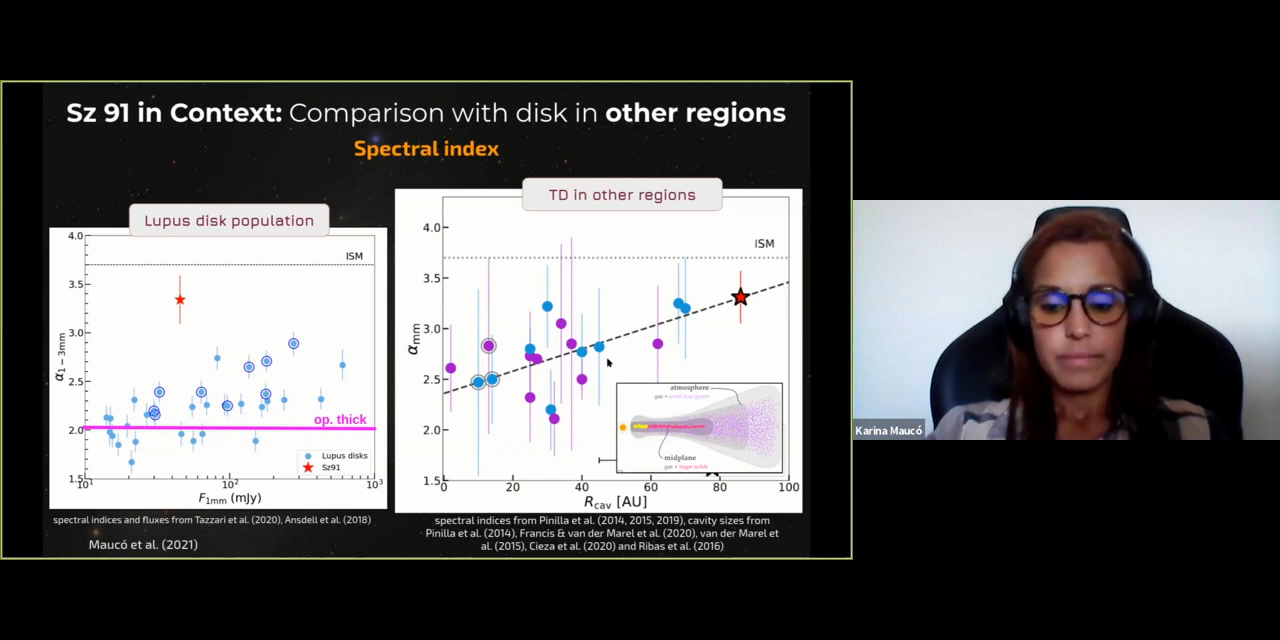 Sz 91 in Context: Comparison with disk in other regions
Spectral index
Lupus disk population
4.0
3.5
3.0
2.5
2.0
1.5
α1−3mm
ISM
op. thick
Lupus disks
Sz91
10¹
10²
10³
F1mm (mJy)
spectral indices and fluxes from Tazzari et al. (2020), Ansdell et al. (2018)
Maucó et al. (2021)
TD in other regions
4.0
3.5
3.0
2.5
2.0
1.5
αmm
ISM
atmosphere
gas + small dust grains
midplane
gas + larger solids
0
20
40
60
80
100
Rcav [AU]
spectral indices from Pinilla et al. (2014, 2015, 2019), cavity sizes from
Pinilla et al. (2014), Francis & van der Marel et al. (2020), van der Marel et
al. (2015), Cieza et al. (2020) and Ribas et al. (2016)
Karina Maucó